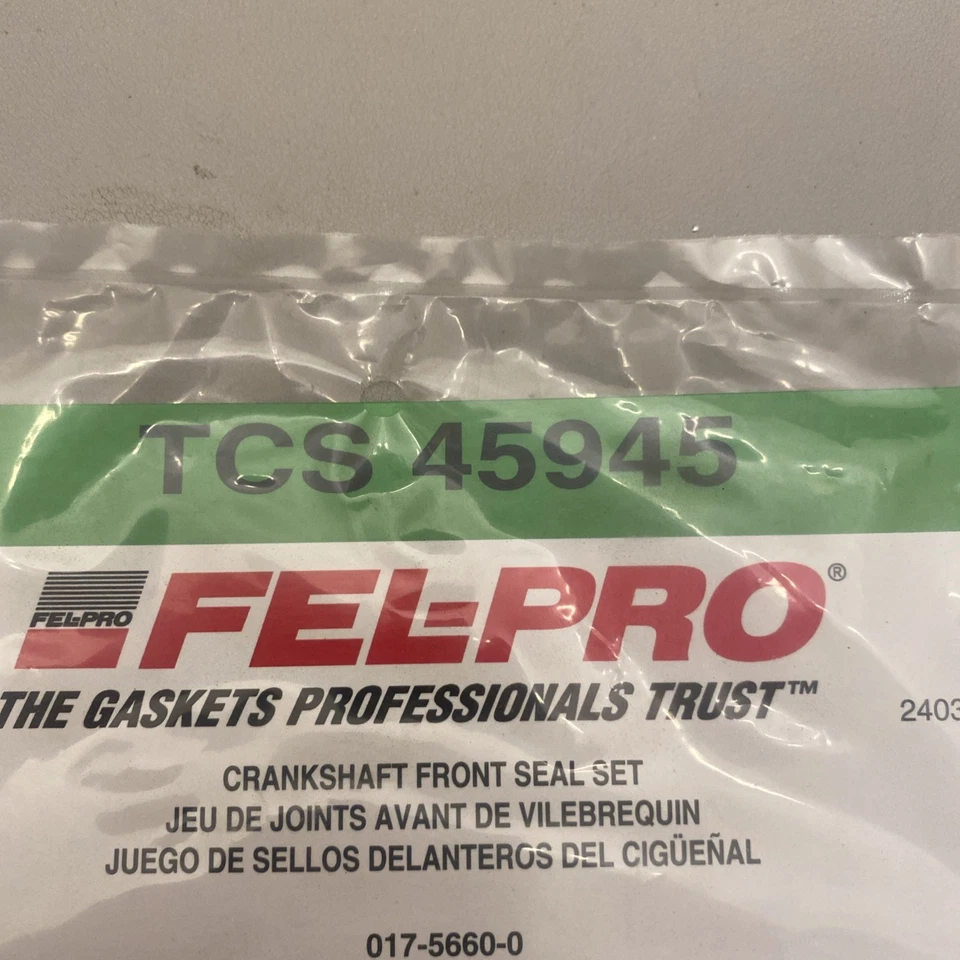 TCS 45945
FEL-PRO
FEL-PRO®
THE GASKETS PROFESSIONALS TRUST™
2403
CRANKSHAFT FRONT SEAL SET
JEU DE JOINTS AVANT DE VILEBREQUIN
JUEGO DE SELLOS DELANTEROS DEL CIGÜEÑAL
017-5660-0